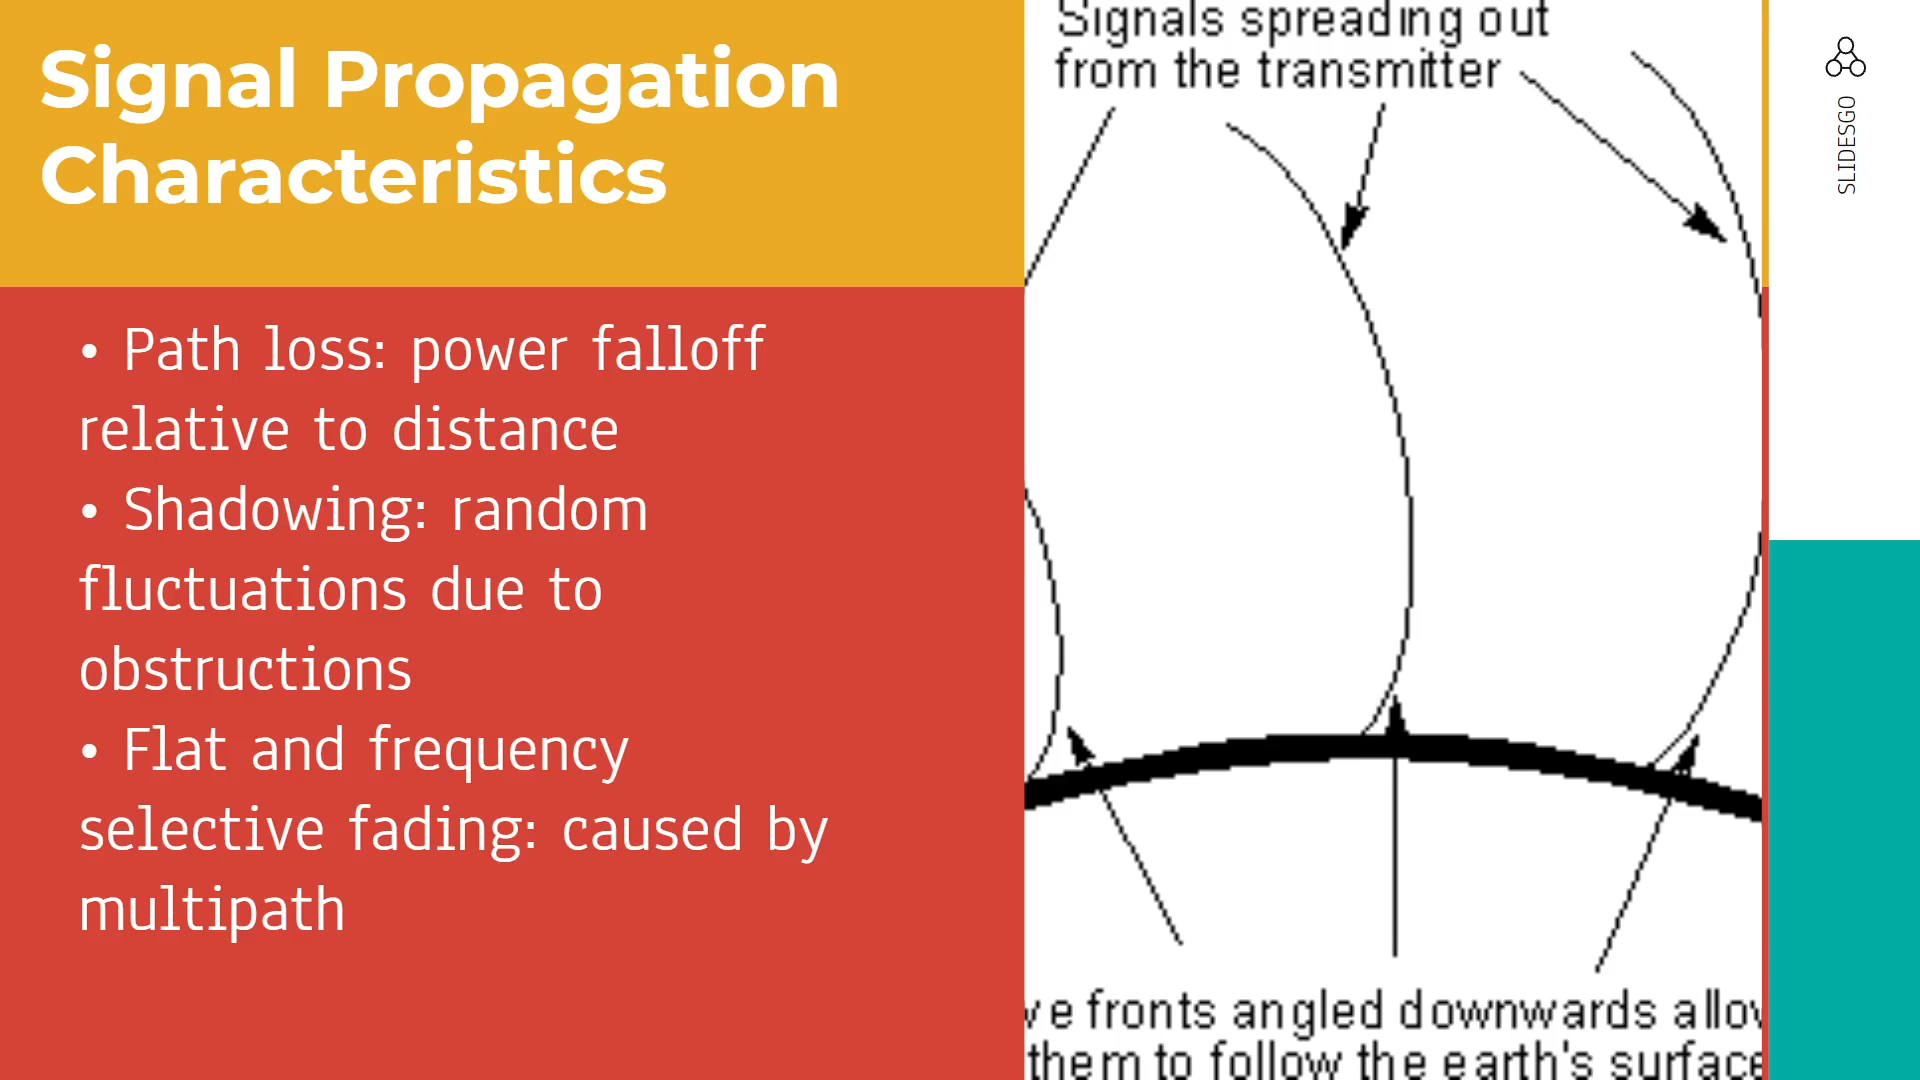 Signal Propagation
Characteristics
• Path loss: power falloff
relative to distance
• Shadowing: random
fluctuations due to
obstructions
• Flat and frequency
selective fading: caused by
multipath
Signals spreading out
from the transmitter
fronts angled downwards
them to follow the earth's surface
SLIDESGO